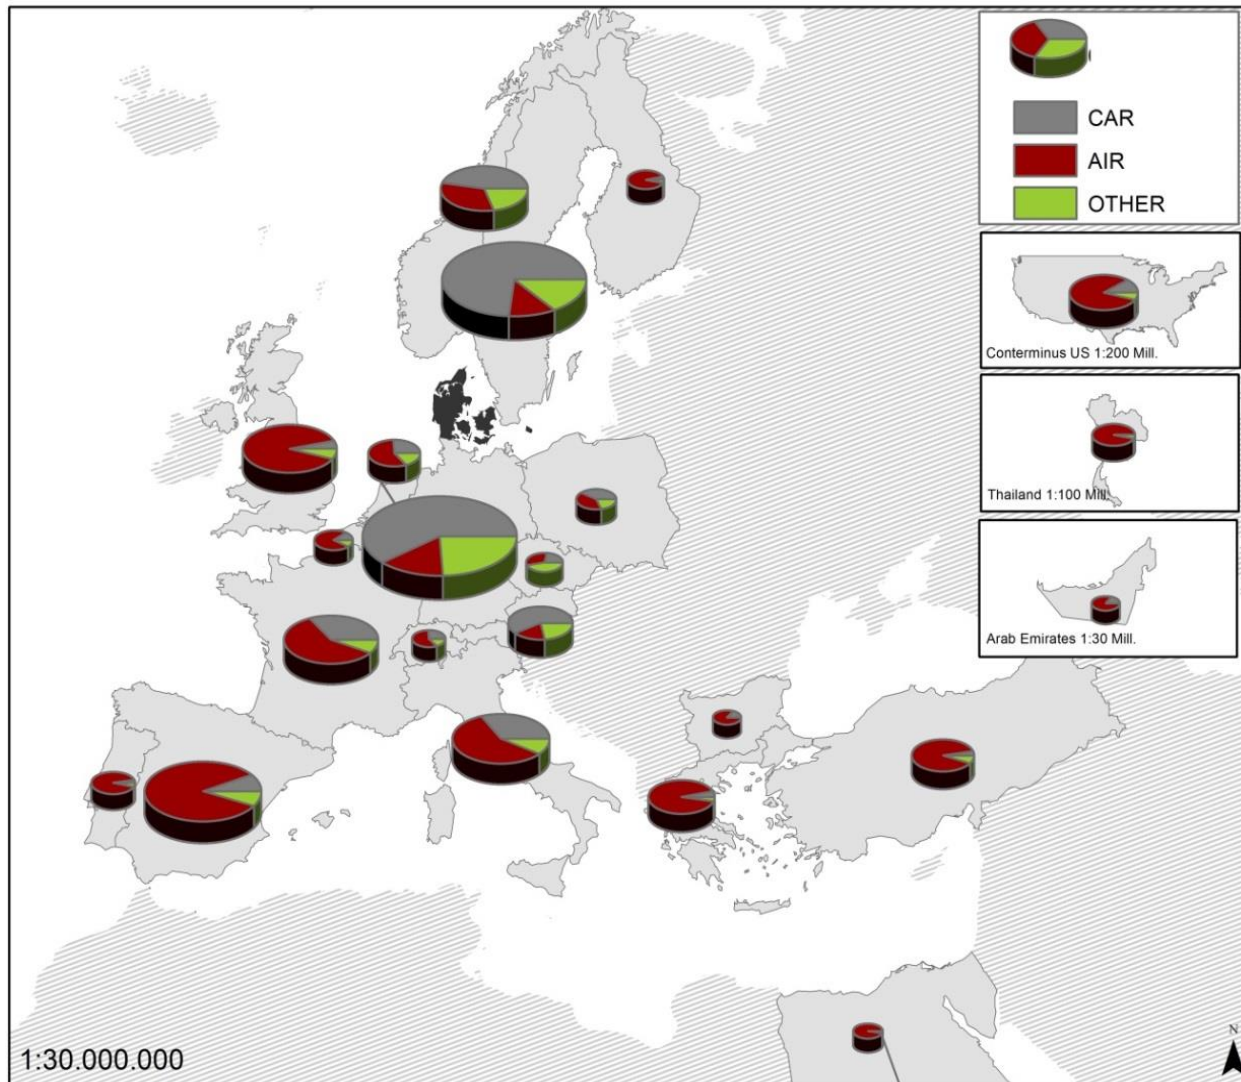 CAR
AIR
OTHER
Conterminus US 1:200 Mill.
Thailand 1:100 Mill.
Arab Emirates 1:30 Mill.
1:30.000.000
N